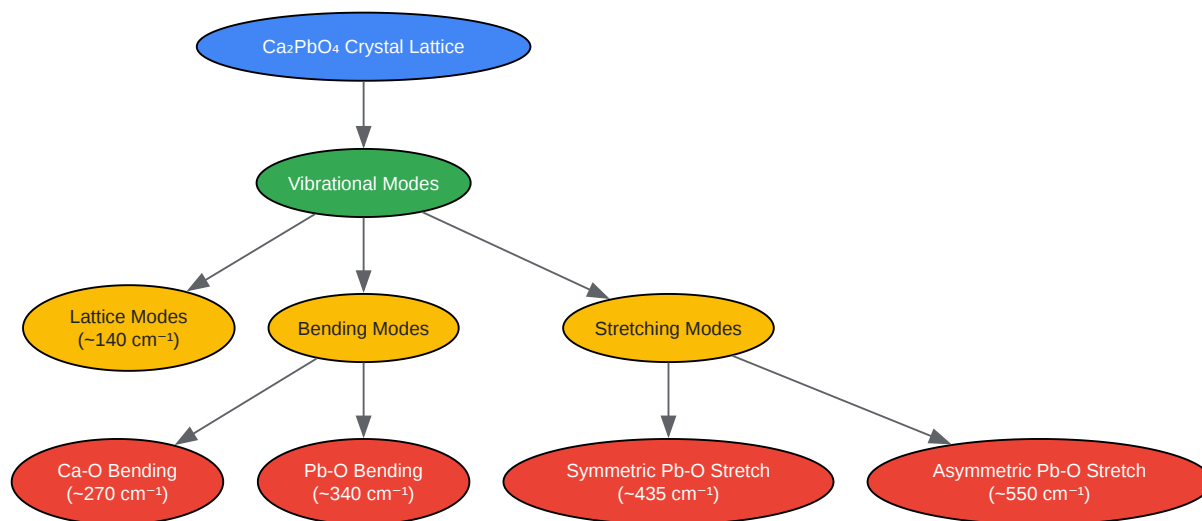 Ca₂PbO₄ Crystal Lattice
Vibrational Modes
Lattice Modes
(~140 cm⁻¹)
Bending Modes
Stretching Modes
Ca-O Bending
(~270 cm⁻¹)
Pb-O Bending
(~340 cm⁻¹)
Symmetric Pb-O Stretch
(~435 cm⁻¹)
Asymmetric Pb-O Stretch
(~550 cm⁻¹)